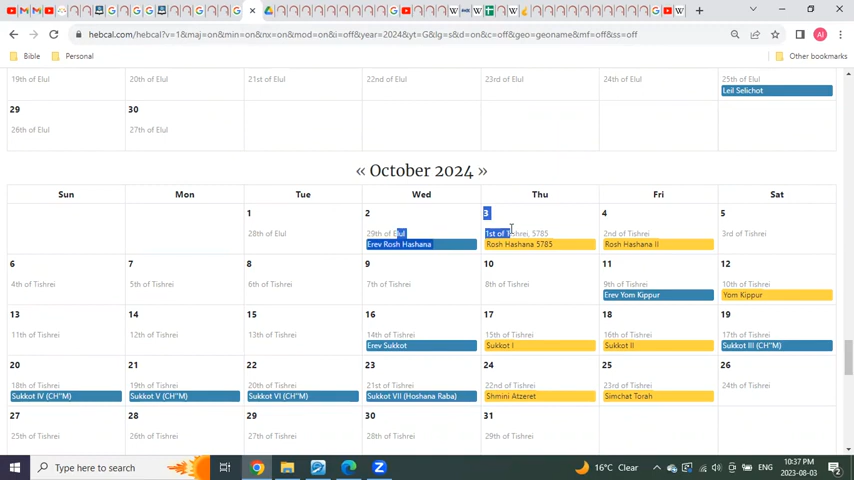 hebcal.com/hebcal?v=1&maj=on&min=on&nx=on&mod=on&i=off&year=2024&yt=G&lg=s&d=on&c=off&geo=geoname&mf=off&ss=off
Bible Personal Other bookmarks
19th of Elul 20th of Elul 21st of Elul 22nd of Elul 23rd of Elul 24th of Elul 25th of Elul
Leil Selichot
29 30
26th of Elul 27th of Elul
« October 2024 »
Sun Mon Tue Wed Thu Fri Sat
1 2 3 4 5
28th of Elul 29th of Elul 1st of Tishrei, 5785 2nd of Tishrei 3rd of Tishrei
Erev Rosh Hashana Rosh Hashana 5785 Rosh Hashana II
6 7 8 9 10 11 12
4th of Tishrei 5th of Tishrei 6th of Tishrei 7th of Tishrei 8th of Tishrei 9th of Tishrei 10th of Tishrei
Erev Yom Kippur Yom Kippur
13 14 15 16 17 18 19
11th of Tishrei 12th of Tishrei 13th of Tishrei 14th of Tishrei 15th of Tishrei 16th of Tishrei 17th of Tishrei
Erev Sukkot Sukkot I Sukkot II Sukkot III (CH"M)
20 21 22 23 24 25 26
18th of Tishrei 19th of Tishrei 20th of Tishrei 21st of Tishrei 22nd of Tishrei 23rd of Tishrei 24th of Tishrei
Sukkot IV (CH"M) Sukkot V (CH"M) Sukkot VI (CH"M) Sukkot VII (Hoshana Raba) Shmini Atzeret Simchat Torah
27 28 29 30 31
25th of Tishrei 26th of Tishrei 27th of Tishrei 28th of Tishrei 29th of Tishrei
Type here to search 16°C Clear ENG 10:37 PM
2023-08-03